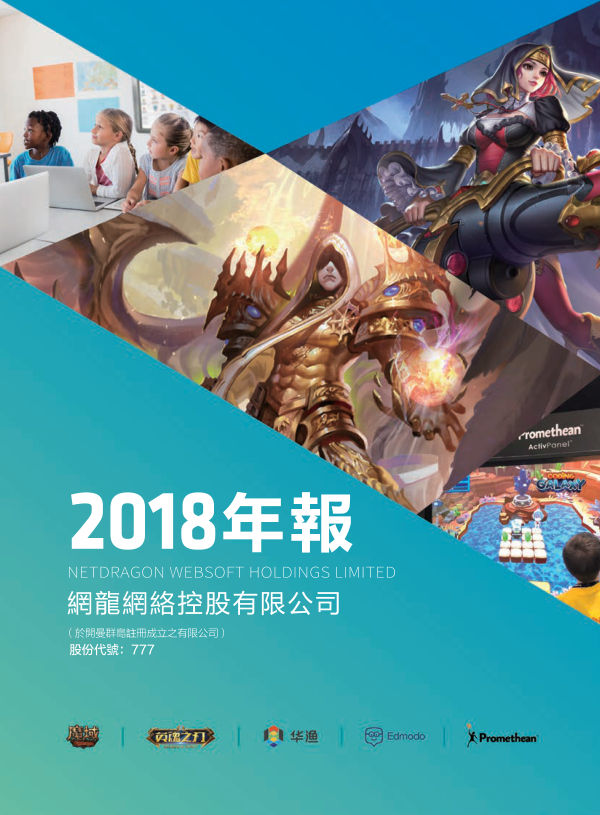 Promethean
ActivPanel
CODING
GALAXY
2018年報
NETDRAGON WEBSOFT HOLDINGS LIMITED
網龍網絡控股有限公司
（於開曼群島註冊成立之有限公司）
股份代號：777
魔域
英魂之刃
华渔
Edmodo
Promethean